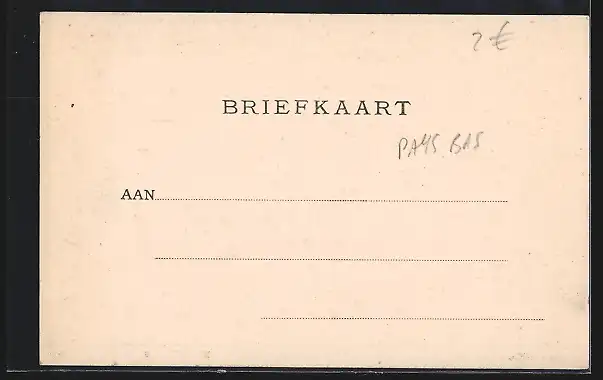 2 €
BRIEFKAART
PAYS BAS
AAN